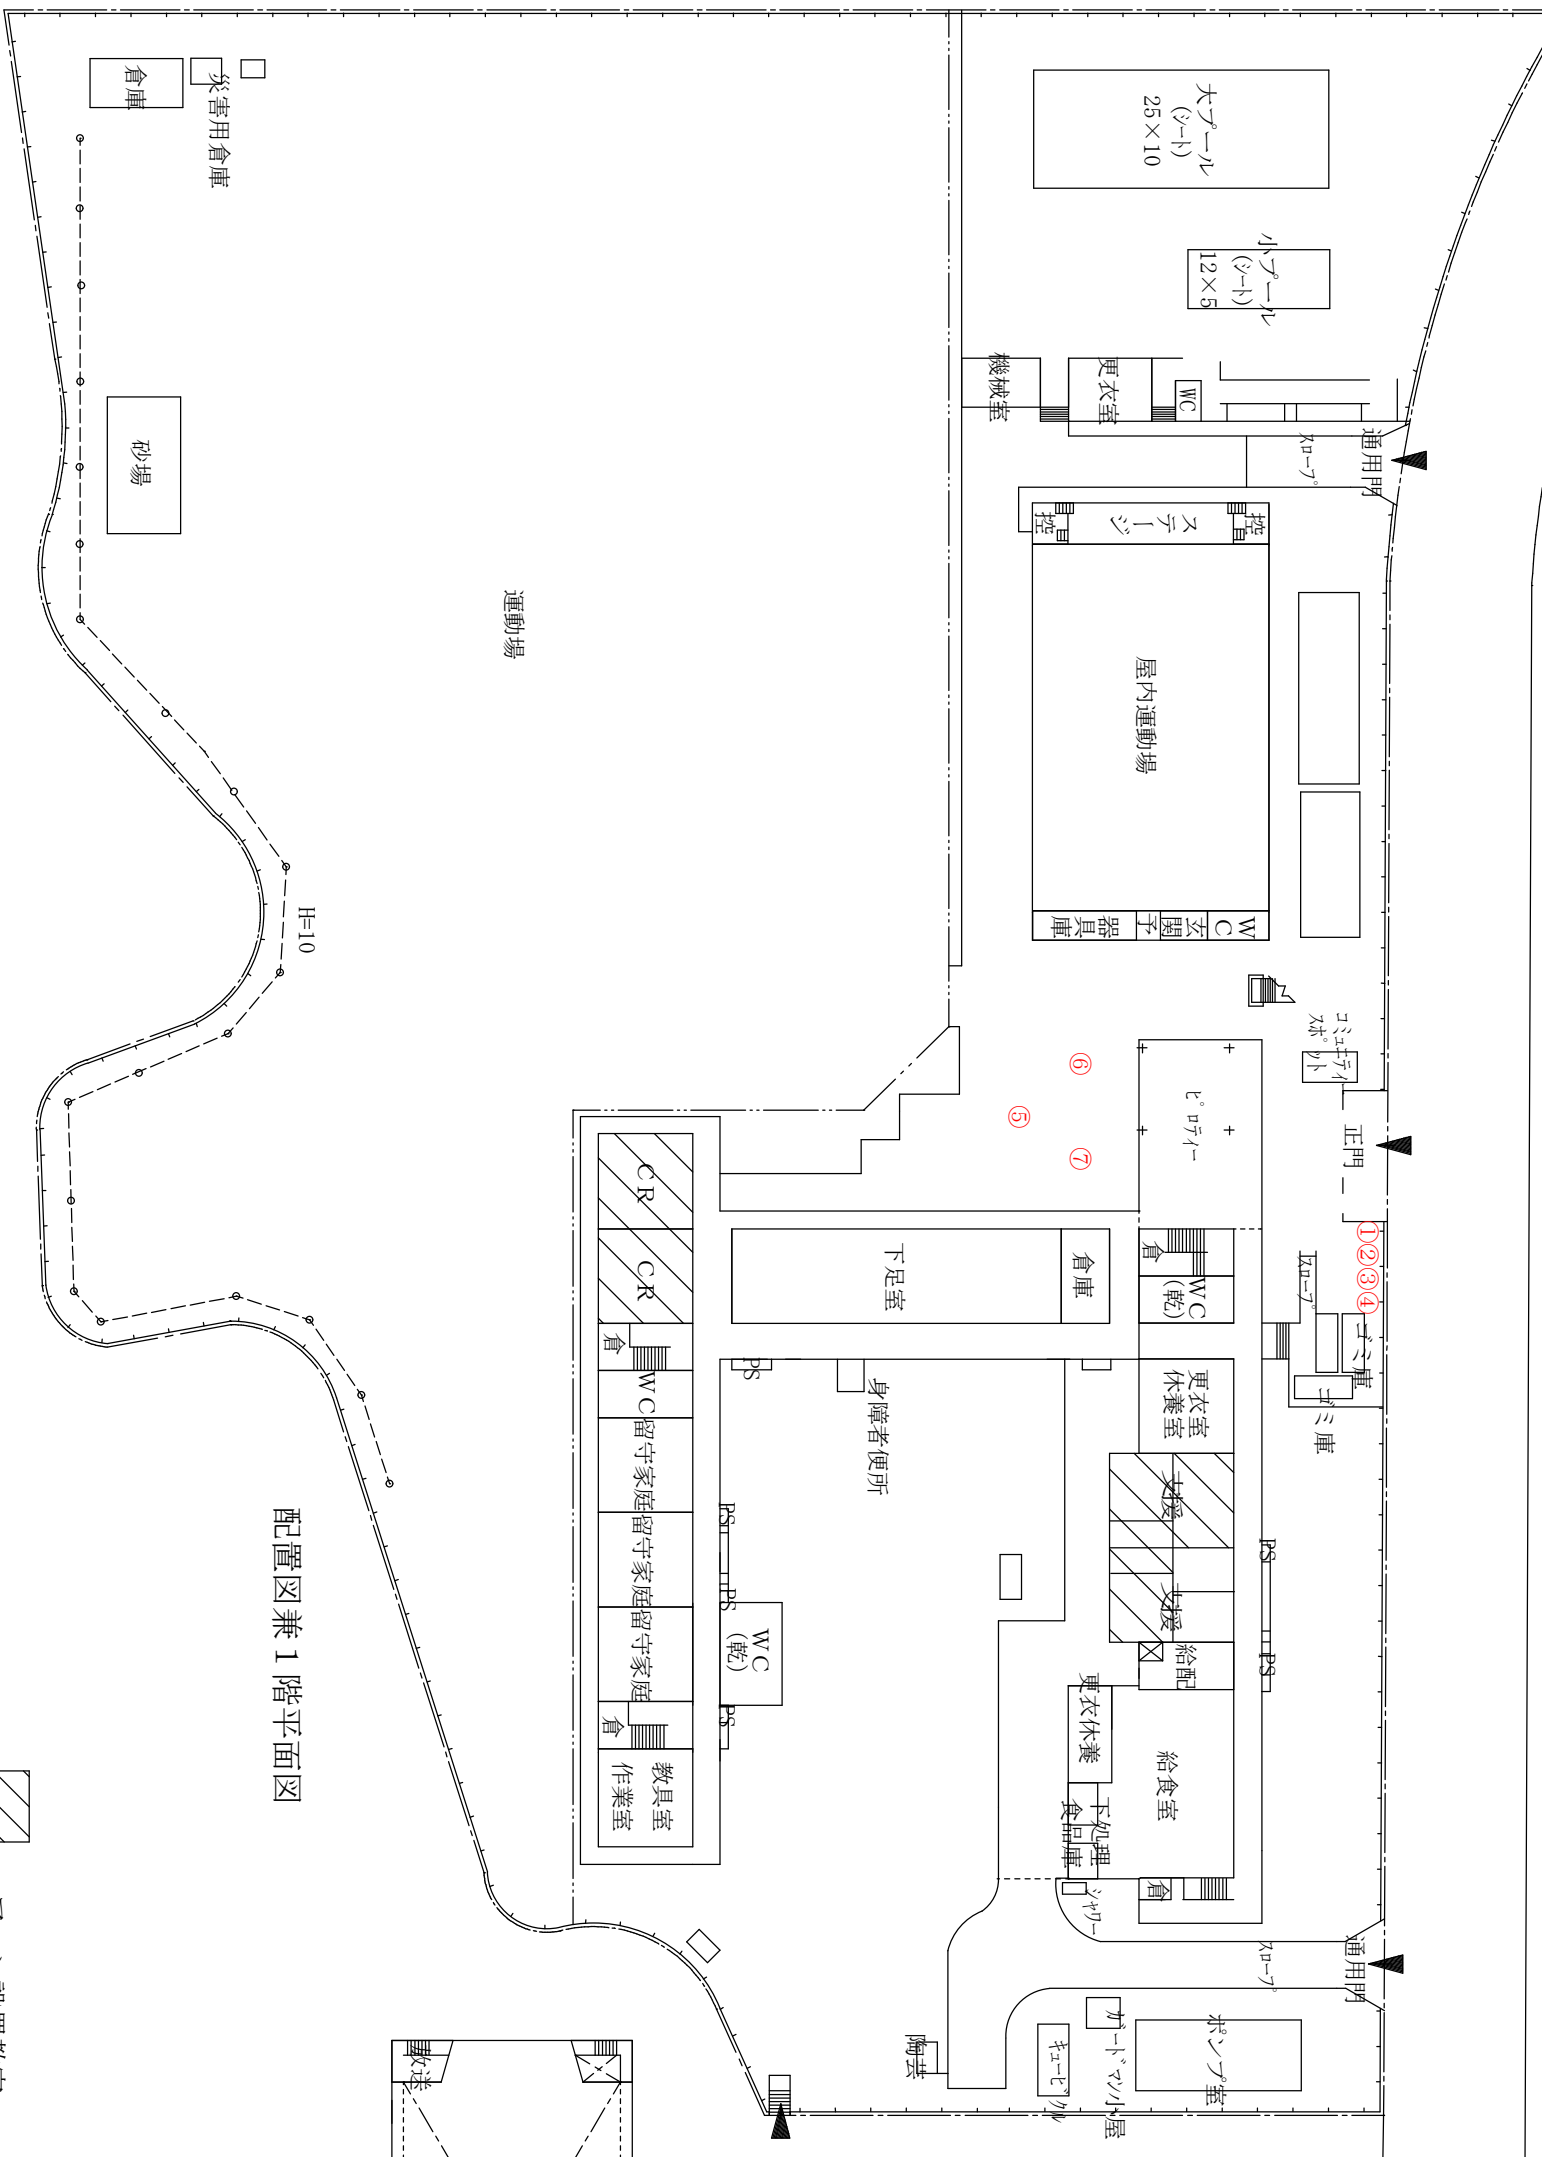 倉庫
災害用倉庫
大プール
(シート)
25×10
小プール
(シート)
12×5
機械室
更衣室
WC
スロープ
通用門
砂場
運動場
控
ステージ
控
屋内運動場
器具庫
予
玄関
WC
H=10
コミュニティ
スポット
⑥
⑤
⑦
ピロティー
正門
①②③④
スロープ
ゴミ庫
ゴミ庫
CR
CR
倉
WC
留守家庭
留守家庭
留守家庭
倉
教具室
作業室
下足室
倉庫
倉
WC
(乾)
PS
身障者便所
更衣室
休養室
支援
支援
PS
PS
PS
PS
PS
WC
(乾)
給配
更衣休養
給食室
下処理
食品庫
シャワー
倉
スロープ
通用門
配置図兼1階平面図
放送
陶芸
キュービクル
ガードマン小屋
ポンプ室